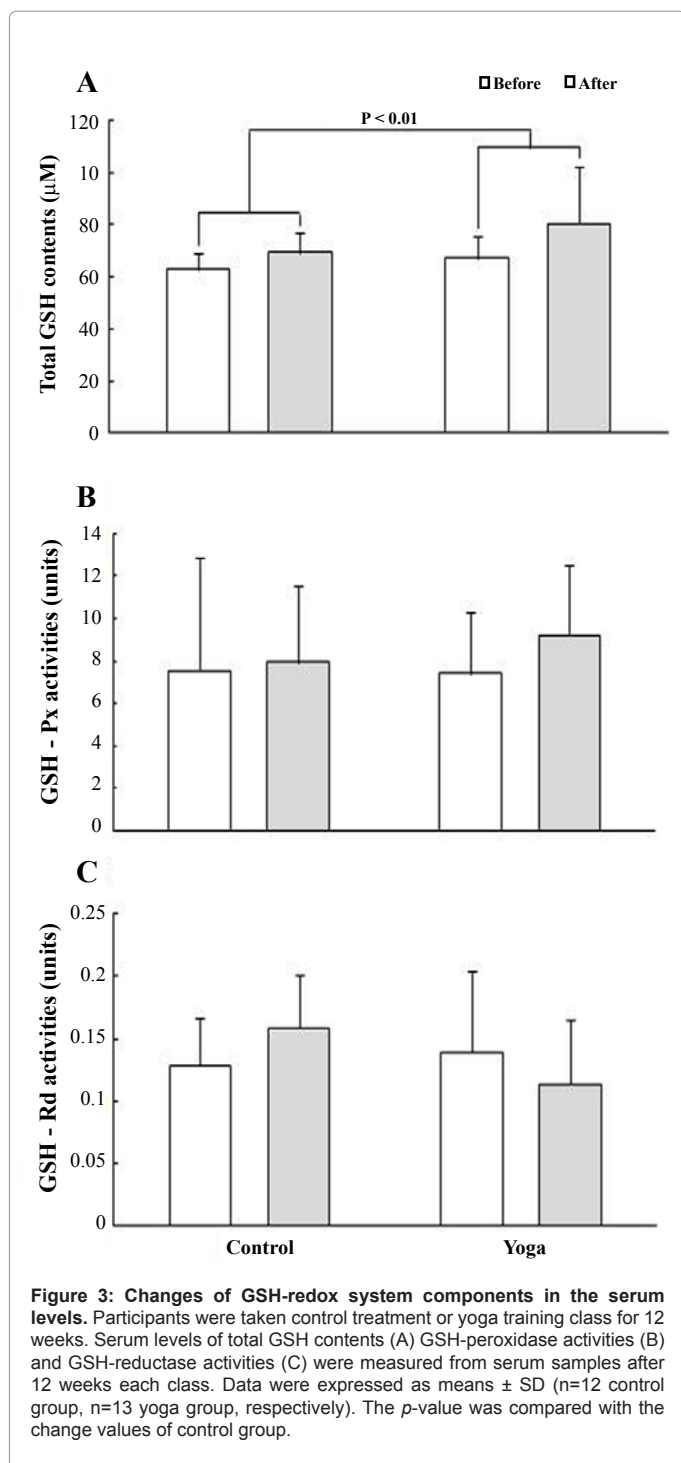 A
Before After
P < 0.01
Total GSH contents (µM)
120
10
80
60
40
20
0
B
GSH - Px activities (units)
14
12
10
8
6
4
2
0
C
GSH - Rd activities (units)
0.25
0.2
0.15
0.1
0.05
0
Control Yoga
Figure 3: Changes of GSH-redox system components in the serum
levels. Participants were taken control treatment or yoga training class for 12
weeks. Serum levels of total GSH contents (A) GSH-peroxidase activities (B)
and GSH-reductase activities (C) were measured from serum samples after
12 weeks each class. Data were expressed as means ± SD (n=12 control
group, n=13 yoga group, respectively). The p-value was compared with the
change values of control group.